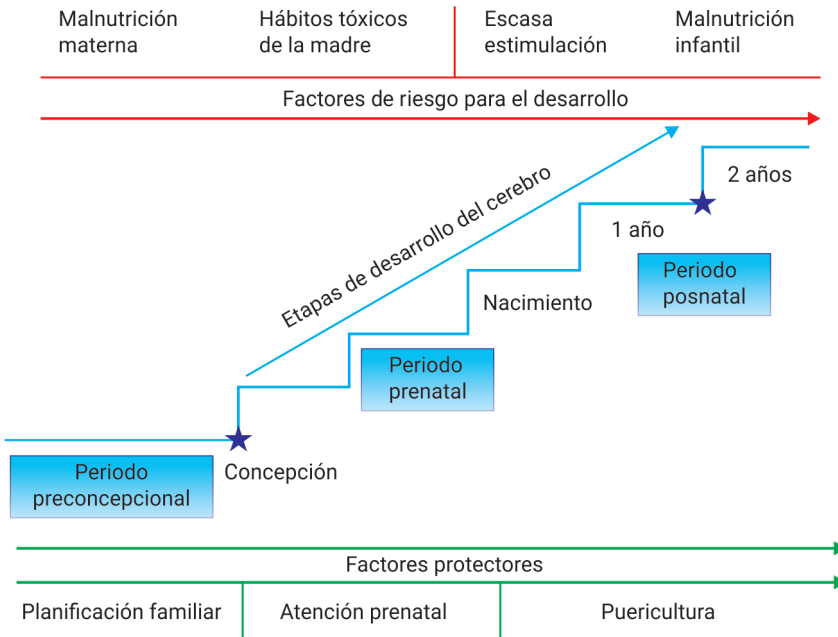 Malnutrición
materna
Hábitos tóxicos
de la madre
Escasa
estimulación
Malnutrición
infantil
Factores de riesgo para el desarrollo
Etapas de desarrollo del cerebro
2 años
1 año
Periodo
posnatal
Nacimiento
Periodo
prenatal
Concepción
Periodo
preconcepcional
Factores protectores
Planificación familiar
Atención prenatal
Puericultura